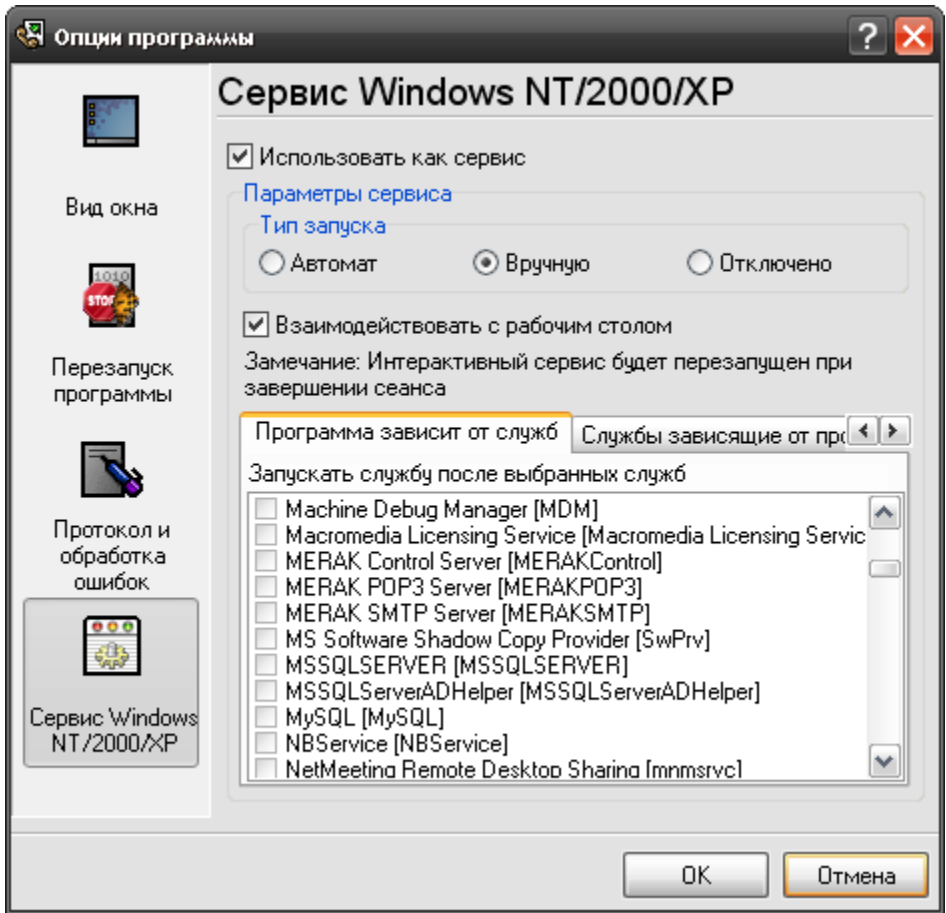 Опции программы
?
Сервис Windows NT/2000/XP
Вид окна
1010
STOP
Перезапуск
программы
Протокол и
обработка
ошибок
Сервис Windows
NT/2000/XP
Использовать как сервис
Параметры сервиса
Тип запуска
Автомат
Вручную
Отключено
Взаимодействовать с рабочим столом
Замечание: Интерактивный сервис будет перезапущен при
завершении сеанса
Программа зависит от служб
Службы зависящие от про
Запускать службу после выбранных служб
Machine Debug Manager [MDM]
Macromedia Licensing Service [Macromedia Licensing Servic
MERAK Control Server [MERAKControl]
MERAK POP3 Server [MERAKPOP3]
MERAK SMTP Server [MERAKSMTP]
MS Software Shadow Copy Provider [SwPrv]
MSSQLSERVER [MSSQLSERVER]
MSSQLServerADHelper [MSSQLServerADHelper]
MySQL [MySQL]
NBService [NBService]
NetMeeting Remote Desktop Sharing [mnmsrvc]
OK
Отмена